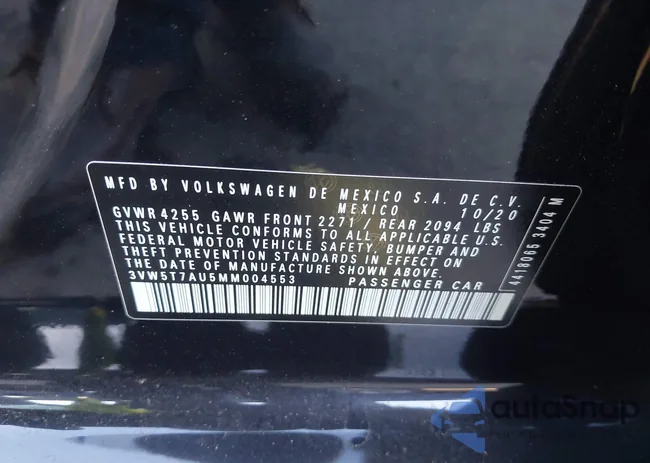 MFD BY VOLKSWAGEN DE MEXICO S.A. DE C.V.
MEXICO 10/20
GVWR 4255 GAWR FRONT 2271 / REAR 2094 LBS
THIS VEHICLE CONFORMS TO ALL APPLICABLE U.S.
FEDERAL MOTOR VEHICLE SAFETY, BUMPER AND
THEFT PREVENTION STANDARDS IN EFFECT ON
THE DATE OF MANUFACTURE SHOWN ABOVE.
3VW5T7AU5MM004553 PASSENGER CAR
4418065 3404 M
autoSnap